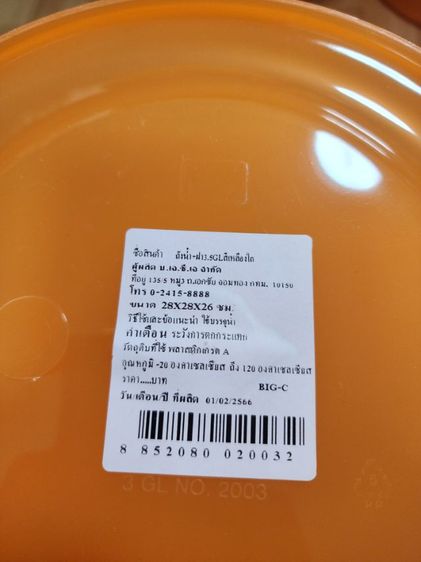 ชื่อสินค้า ถังน้ำ+ฝา3.5GLสีเหลืองใส
ผู้ผลิต บ.เอ.ซี.เอ จำกัด
ที่อยู่ 135/5 หมู่3 ถ.เอกชัย จอมทอง กทม. 10150
โทร 0-2415-8888
ขนาด 28X28X26 ซม.
วิธีใช้และข้อแนะนำ ใช้บรรจุน้ำ
คำเตือน ระวังการตกกระแทก
วัตถุดิบที่ใช้ พลาสติกเกรด A
อุณหภูมิ -20 องศาเซลเซียส ถึง 120 องศาเซลเซียส
ราคา.....บาท BIG-C
วัน/เดือน/ปี ที่ผลิต 01/02/2566
8 852080 020032
3 GL NO. 2003